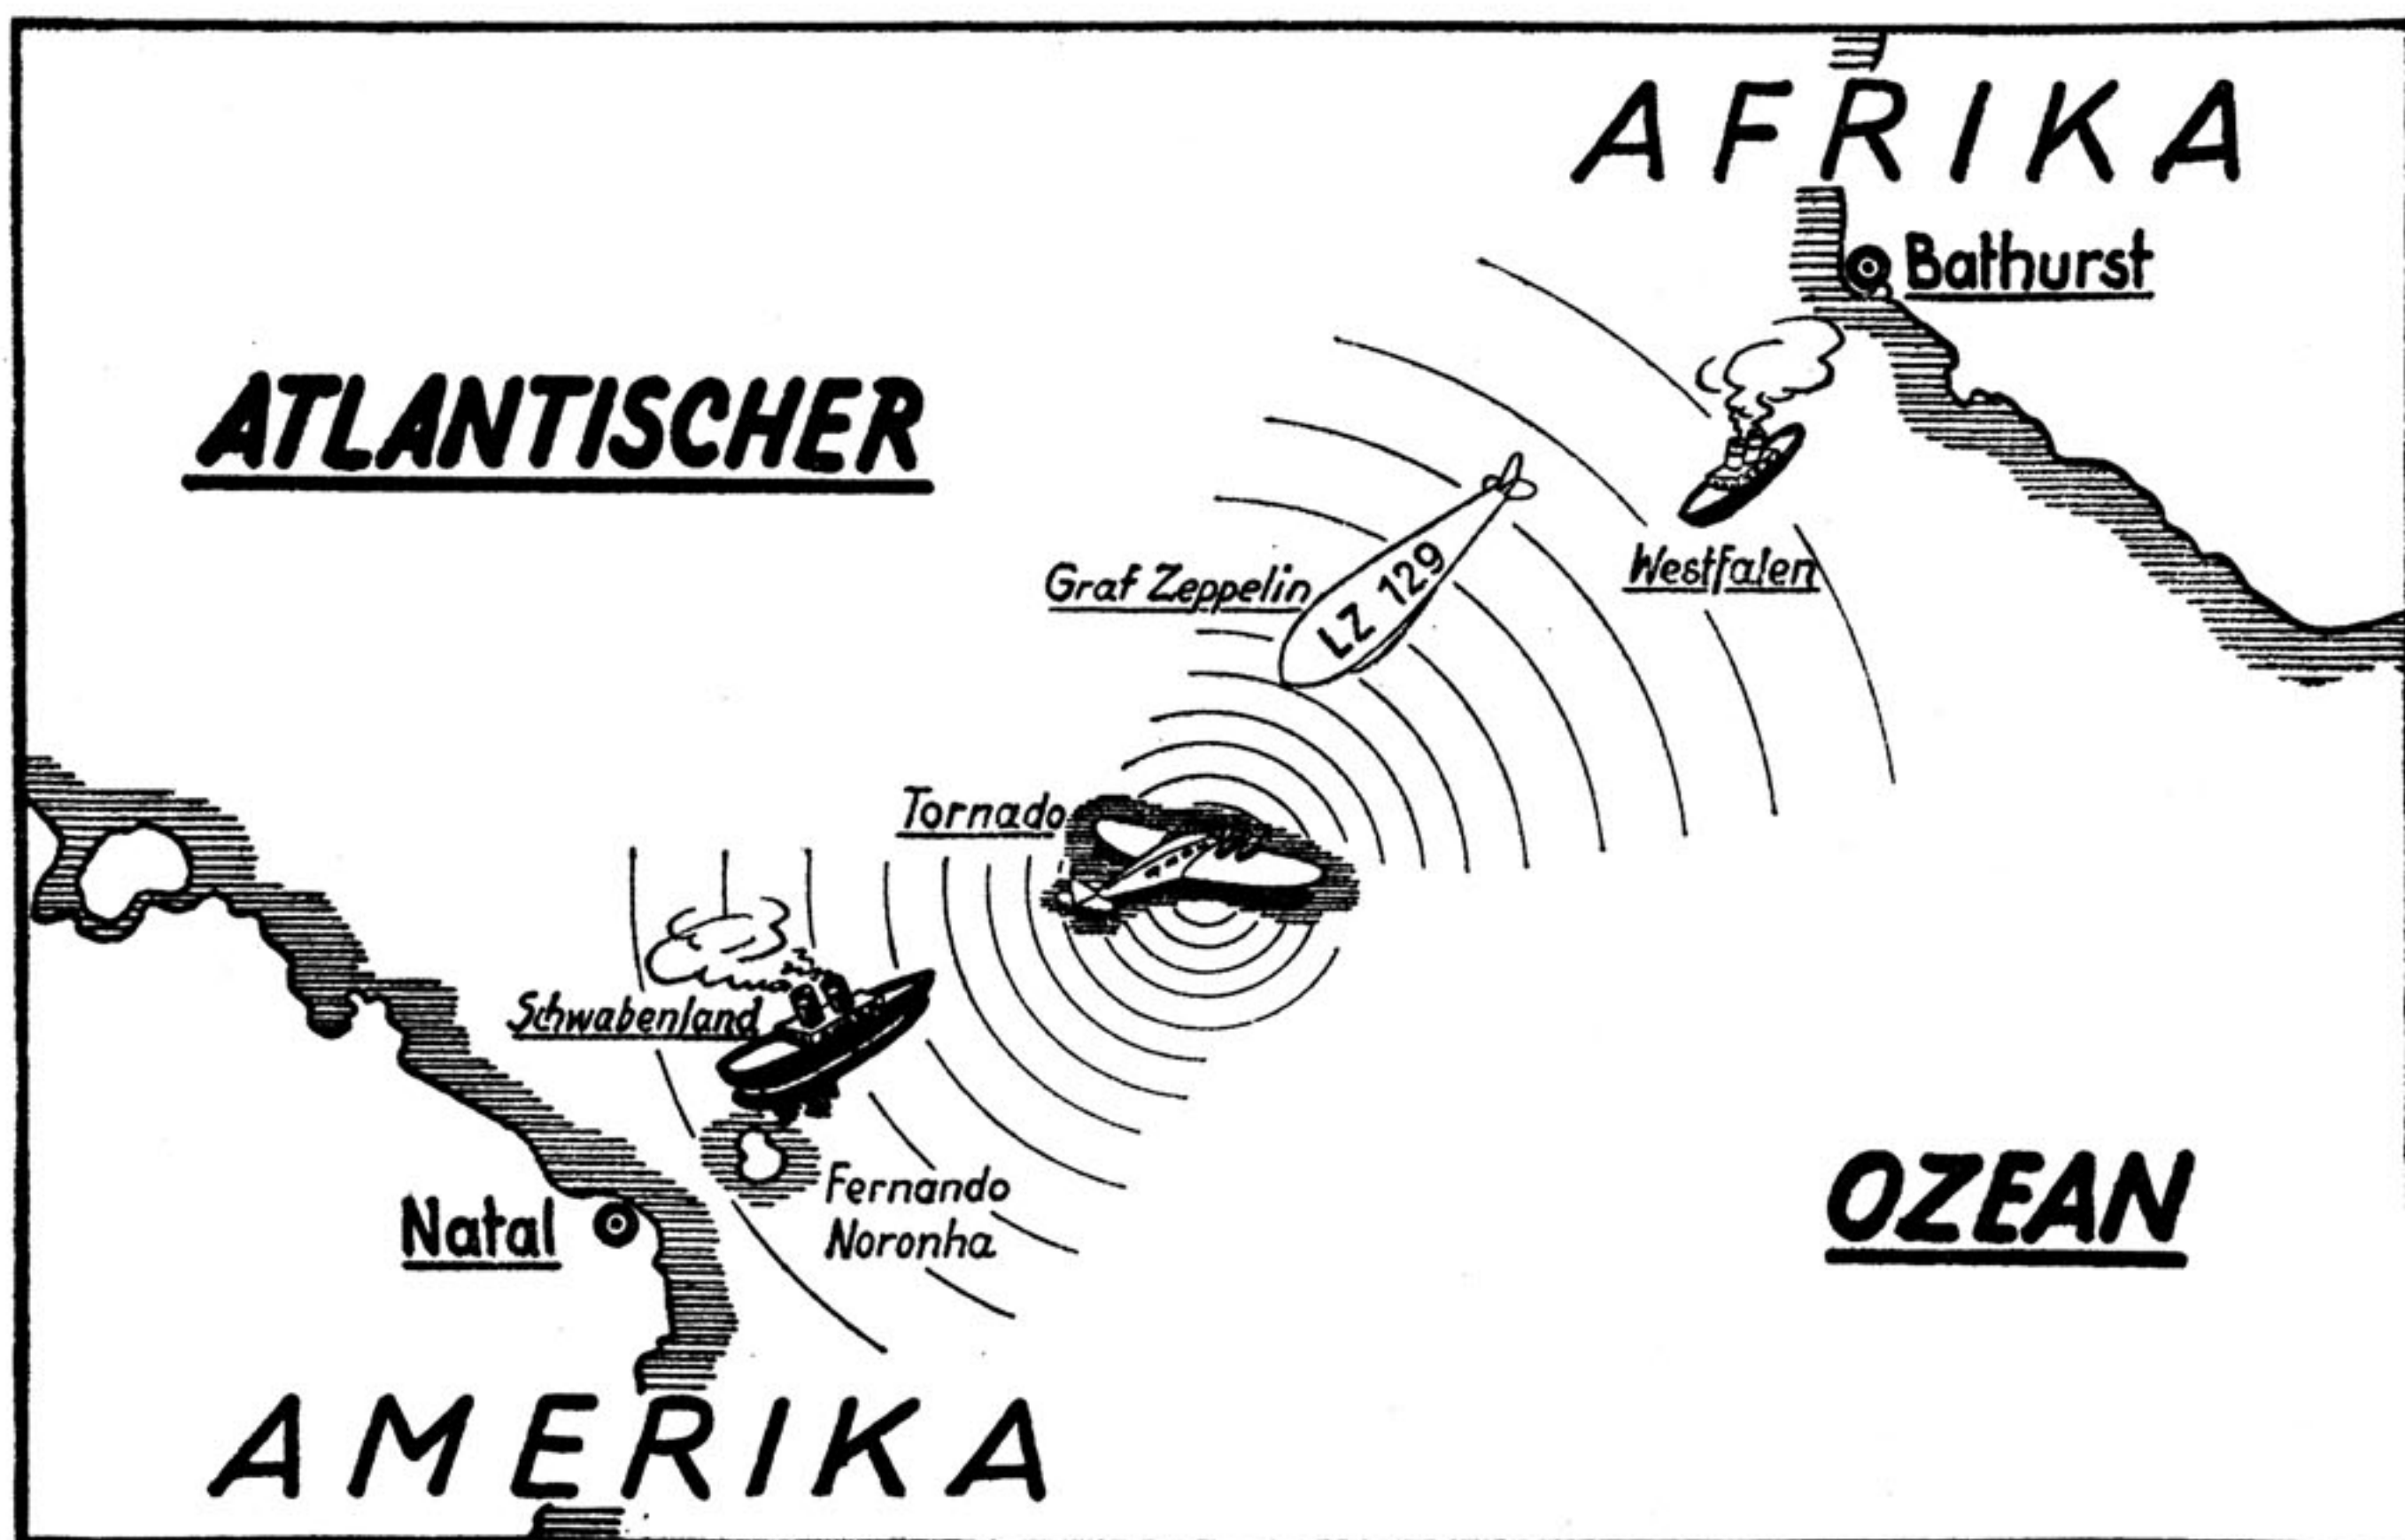 AFRIKA
Bathurst
ATLANTISCHER
Westfalen
Graf Zeppelin
LZ 129
Tornado
Schwabenland
Fernando
Noronha
Natal
OZEAN
AMERIKA